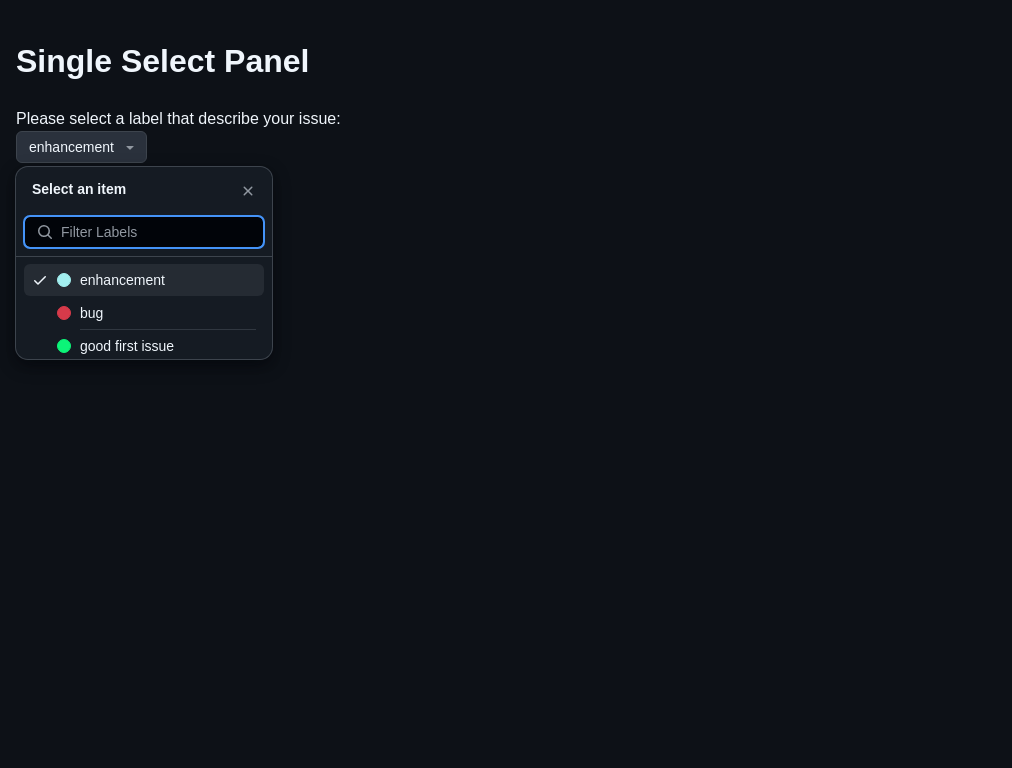 Single Select Panel
Please select a label that describe your issue:
enhancement
Select an item
Filter Labels
enhancement
bug
good first issue